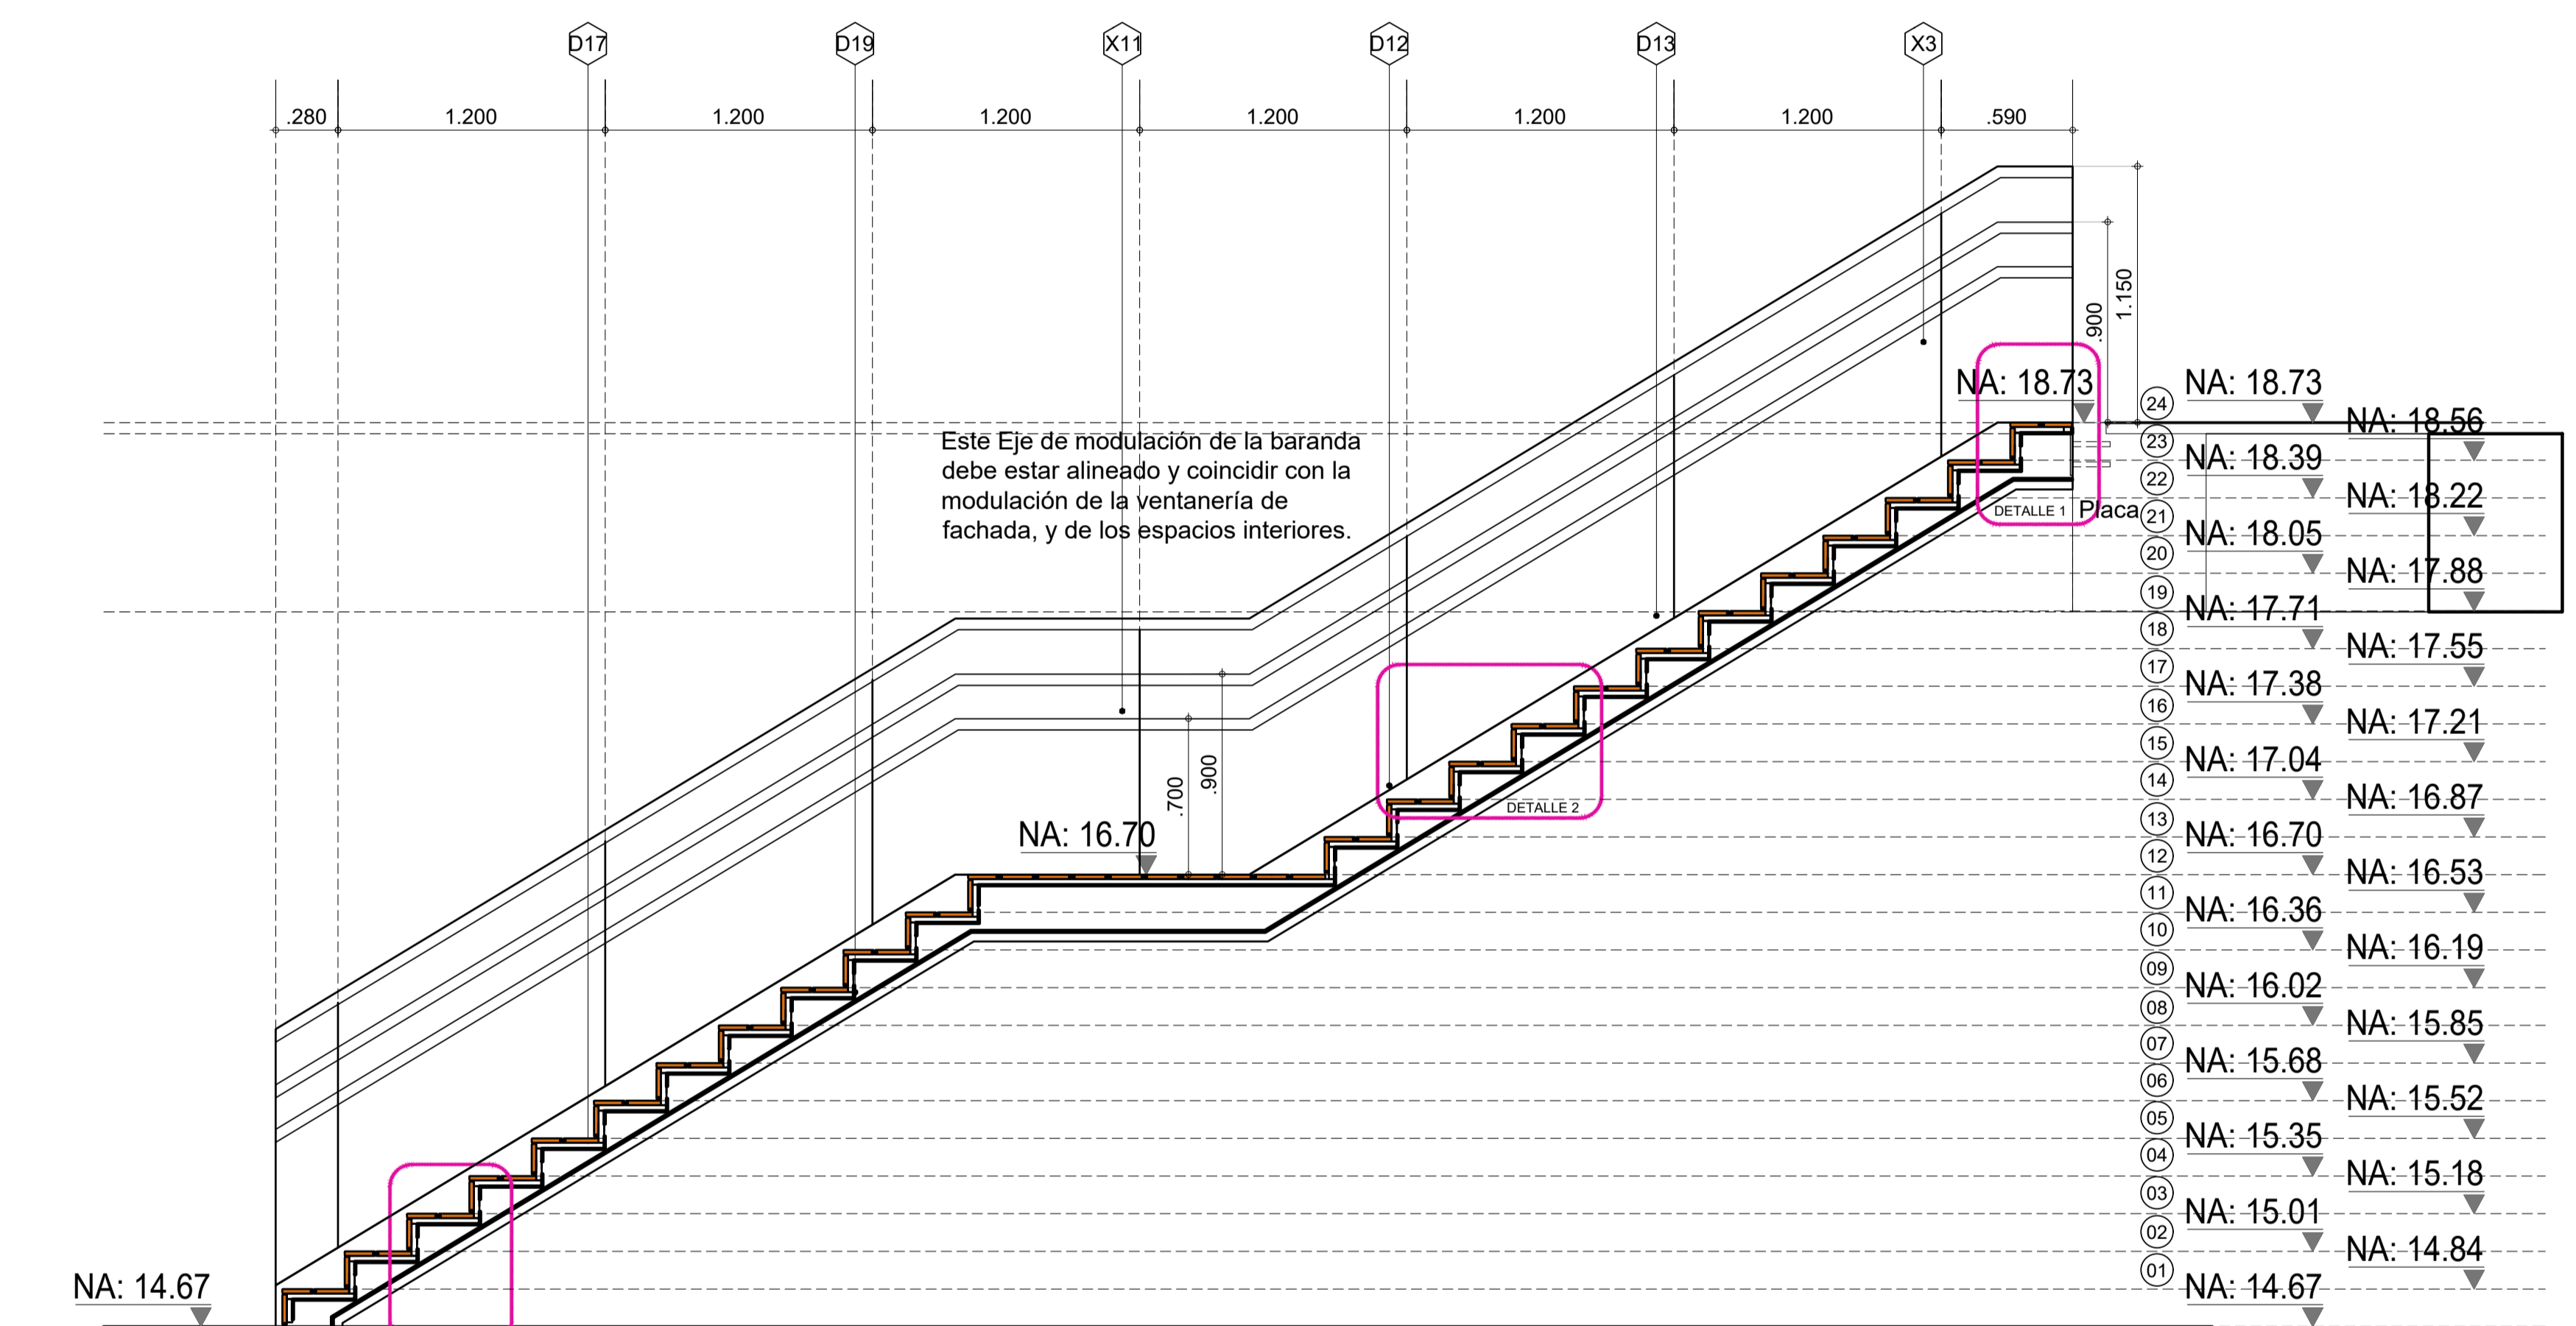 D17 D19 X11 D12 D13 X3
.280 1.200 1.200 1.200 1.200 1.200 1.200 .590
1.150
.900
NA: 18.73
24 NA: 18.73
NA: 18.56
Este Eje de modulación de la baranda
debe estar alineado y coincidir con la
modulación de la ventanería de
fachada, y de los espacios interiores.
23
NA: 18.39
22
NA: 18.22
DETALLE 1 Placa
21
NA: 18.05
20
NA: 17.88
19
NA: 17.71
18
NA: 17.55
17
NA: 17.38
16
NA: 17.21
15
NA: 17.04
14
.700
.900
DETALLE 2
NA: 16.87
13
NA: 16.70
NA: 16.70
12
NA: 16.53
11
NA: 16.36
10
NA: 16.19
09
NA: 16.02
08
NA: 15.85
07
NA: 15.68
06
NA: 15.52
05
NA: 15.35
04
NA: 15.18
03
NA: 15.01
02
NA: 14.84
01
NA: 14.67
NA: 14.67